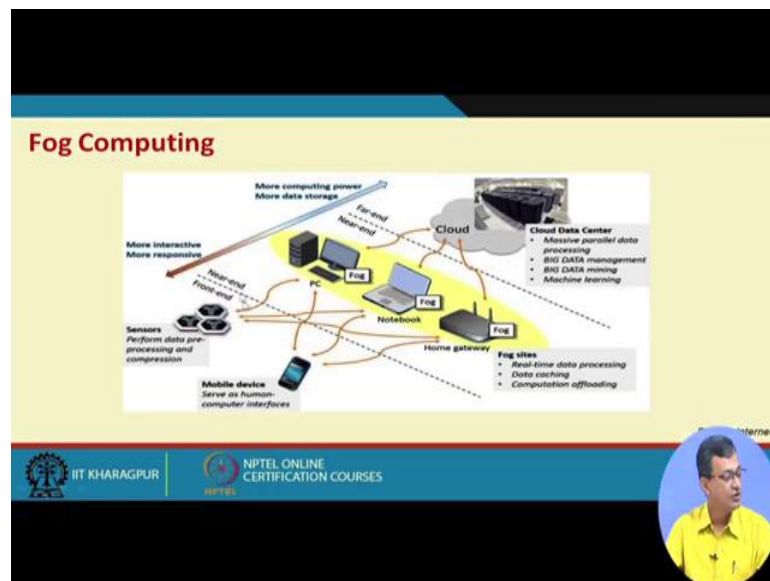 Fog Computing
More computing power
More data storage
Far-end
Near-end
Cloud
Cloud Data Center
• Massive parallel data
processing
• BIG DATA management
• BIG DATA mining
• Machine learning
More interactive
More responsive
Near-end
Front-end
Fog
PC
Fog
Notebook
Fog
Home gateway
Sensors
Perform data pre-
processing and
compression
Mobile device
Serve as human-
computer interfaces
Fog sites
• Real-time data processing
• Data caching
• Computation offloading
IIT KHARAGPUR
NPTEL
NPTEL ONLINE
CERTIFICATION COURSES